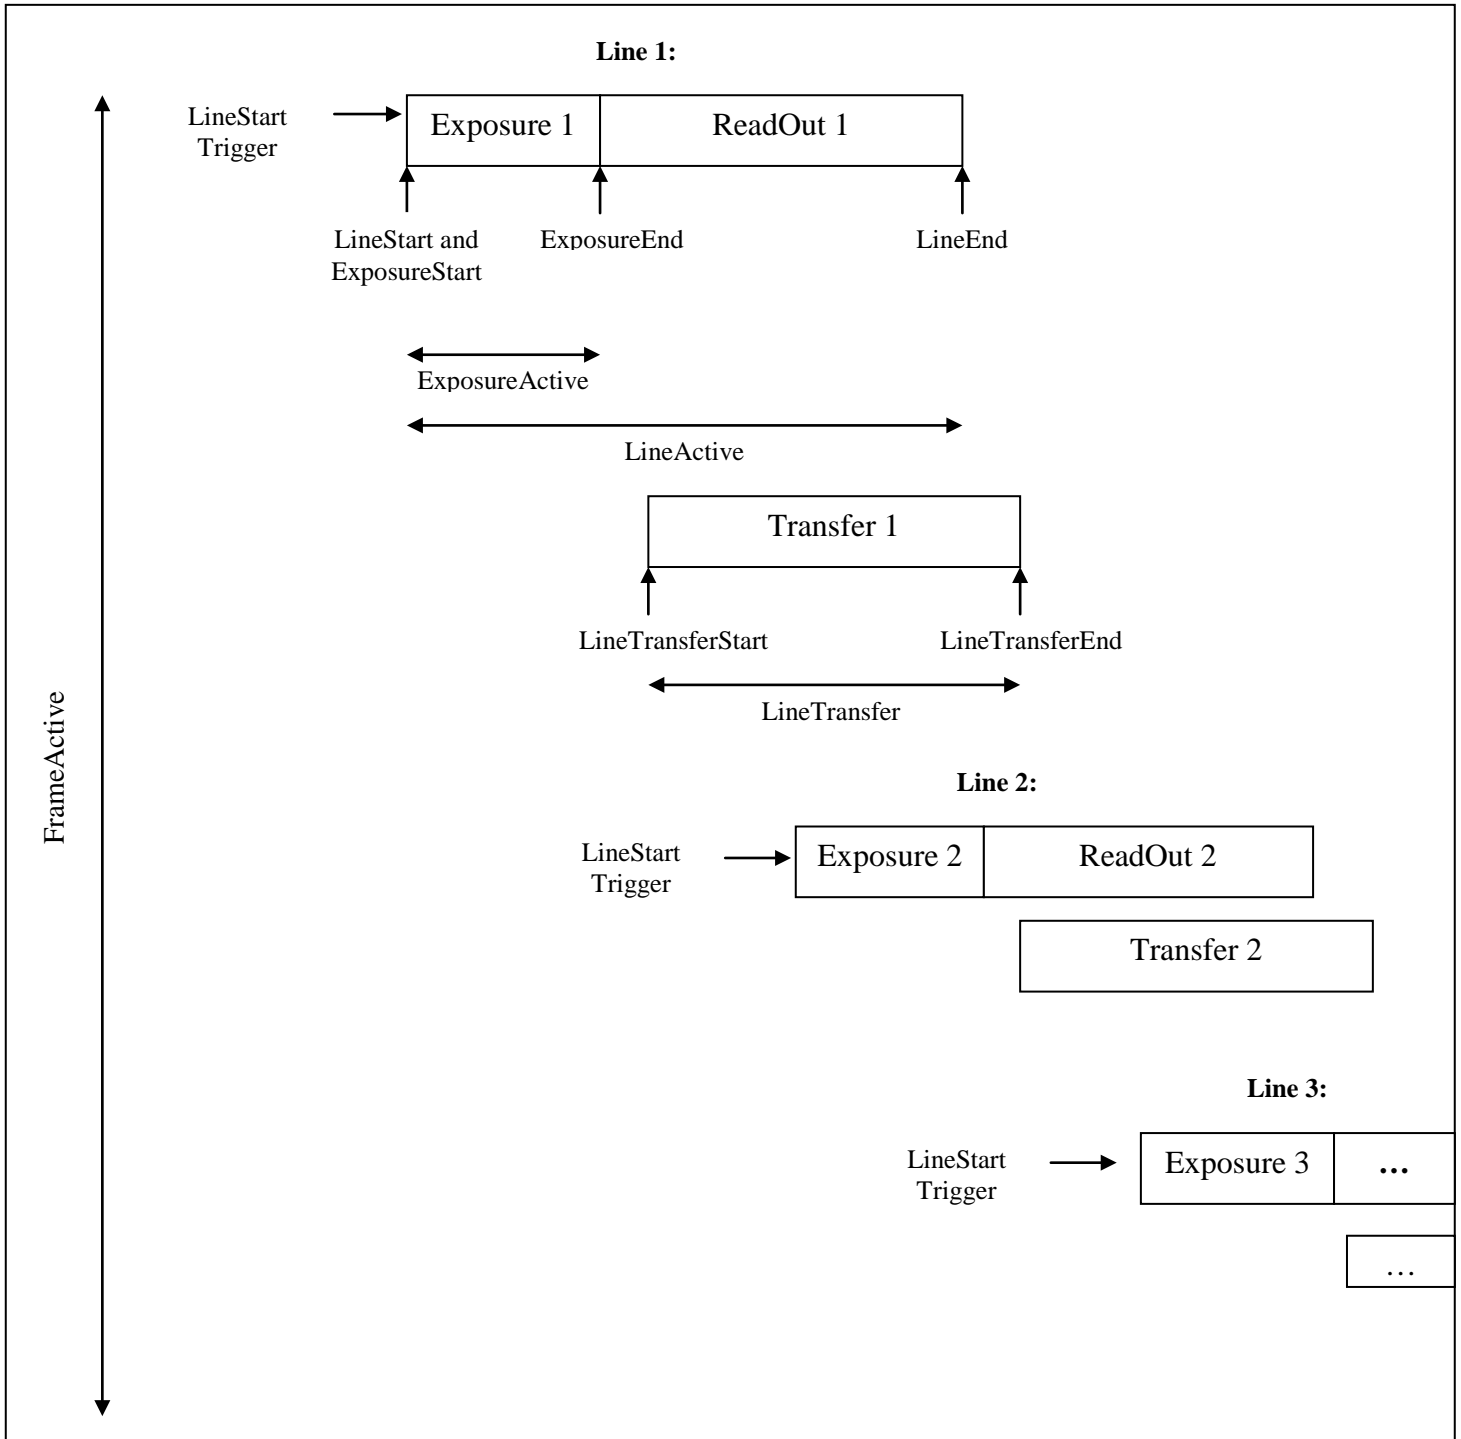 Line 1:
LineStart
Trigger
Exposure 1
ReadOut 1
LineStart and
ExposureStart
ExposureEnd
LineEnd
ExposureActive
LineActive
Transfer 1
LineTransferStart
LineTransferEnd
LineTransfer
FrameActive
Line 2:
LineStart
Trigger
Exposure 2
ReadOut 2
Transfer 2
Line 3:
LineStart
Trigger
Exposure 3
...
...